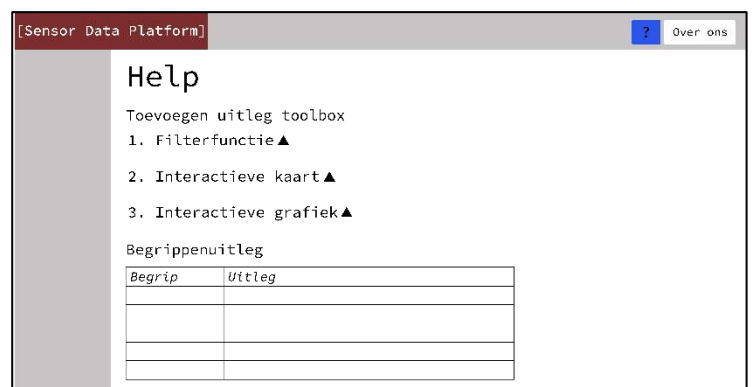 [Sensor Data Platform]
? Over ons
Help
Toevoegen uitleg toolbox
1. Filterfunctie▲
2. Interactieve kaart▲
3. Interactieve grafiek▲
Begrippenuitleg
Begrip Uitleg